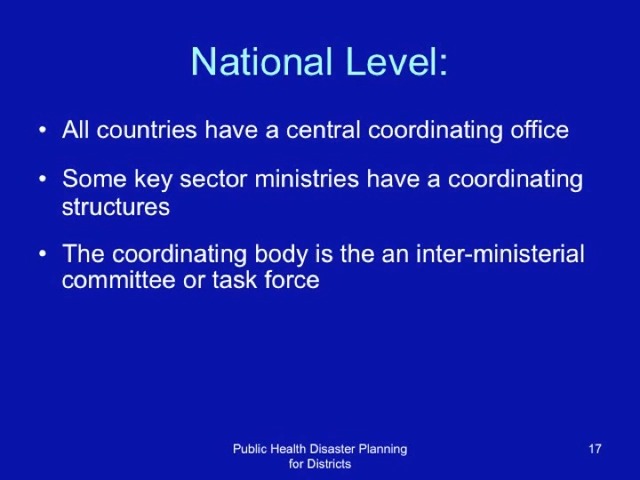 National Level:
• All countries have a central coordinating office
• Some key sector ministries have a coordinating
structures
• The coordinating body is the an inter-ministerial
committee or task force
Public Health Disaster Planning
for Districts
17